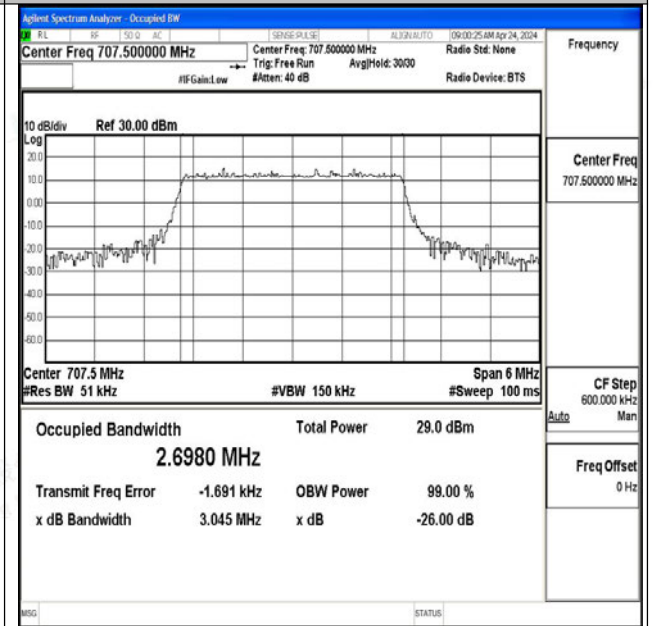 Agilent Spectrum Analyzer - Occupied BW
RL RF 50 Ω AC SENSE:PULSE ALIGN AUTO 09:00:25 AM Apr 24, 2024
Center Freq 707.500000 MHz
Center Freq: 707.500000 MHz
Radio Std: None
Trig: Free Run
Avg|Hold: 30/30
#IFGain:Low
#Atten: 40 dB
Radio Device: BTS
10 dB/div
Ref 30.00 dBm
Log
20.0
10.0
0.00
-10.0
-20.0
-30.0
-40.0
-50.0
-60.0
Center 707.5 MHz
Span 6 MHz
#Res BW 51 kHz
#VBW 150 kHz
#Sweep 100 ms
Occupied Bandwidth
Total Power 29.0 dBm
2.6980 MHz
Transmit Freq Error -1.691 kHz
OBW Power 99.00 %
x dB Bandwidth 3.045 MHz
x dB -26.00 dB
MSG
STATUS
Frequency
Center Freq
707.500000 MHz
CF Step
600.000 kHz
Auto Man
Freq Offset
0 Hz